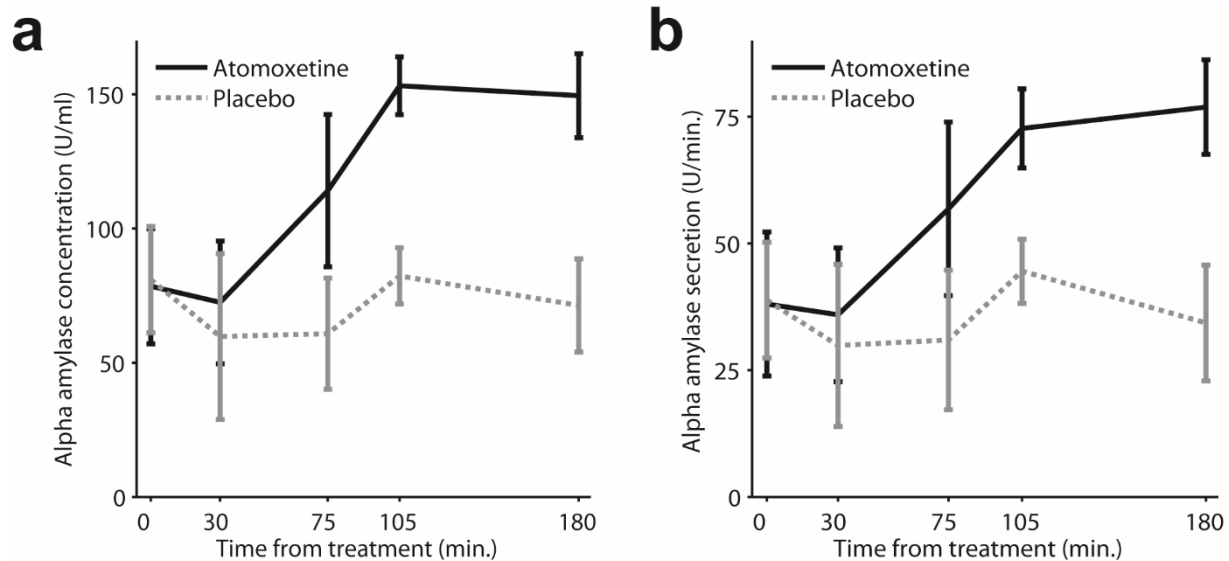 a
Alpha amylase concentration (U/ml)
Atomoxetine
Placebo
150
100
50
0
0 30 75 105 180
Time from treatment (min.)
b
Alpha amylase secretion (U/min.)
Atomoxetine
Placebo
75
50
25
0
0 30 75 105 180
Time from treatment (min.)